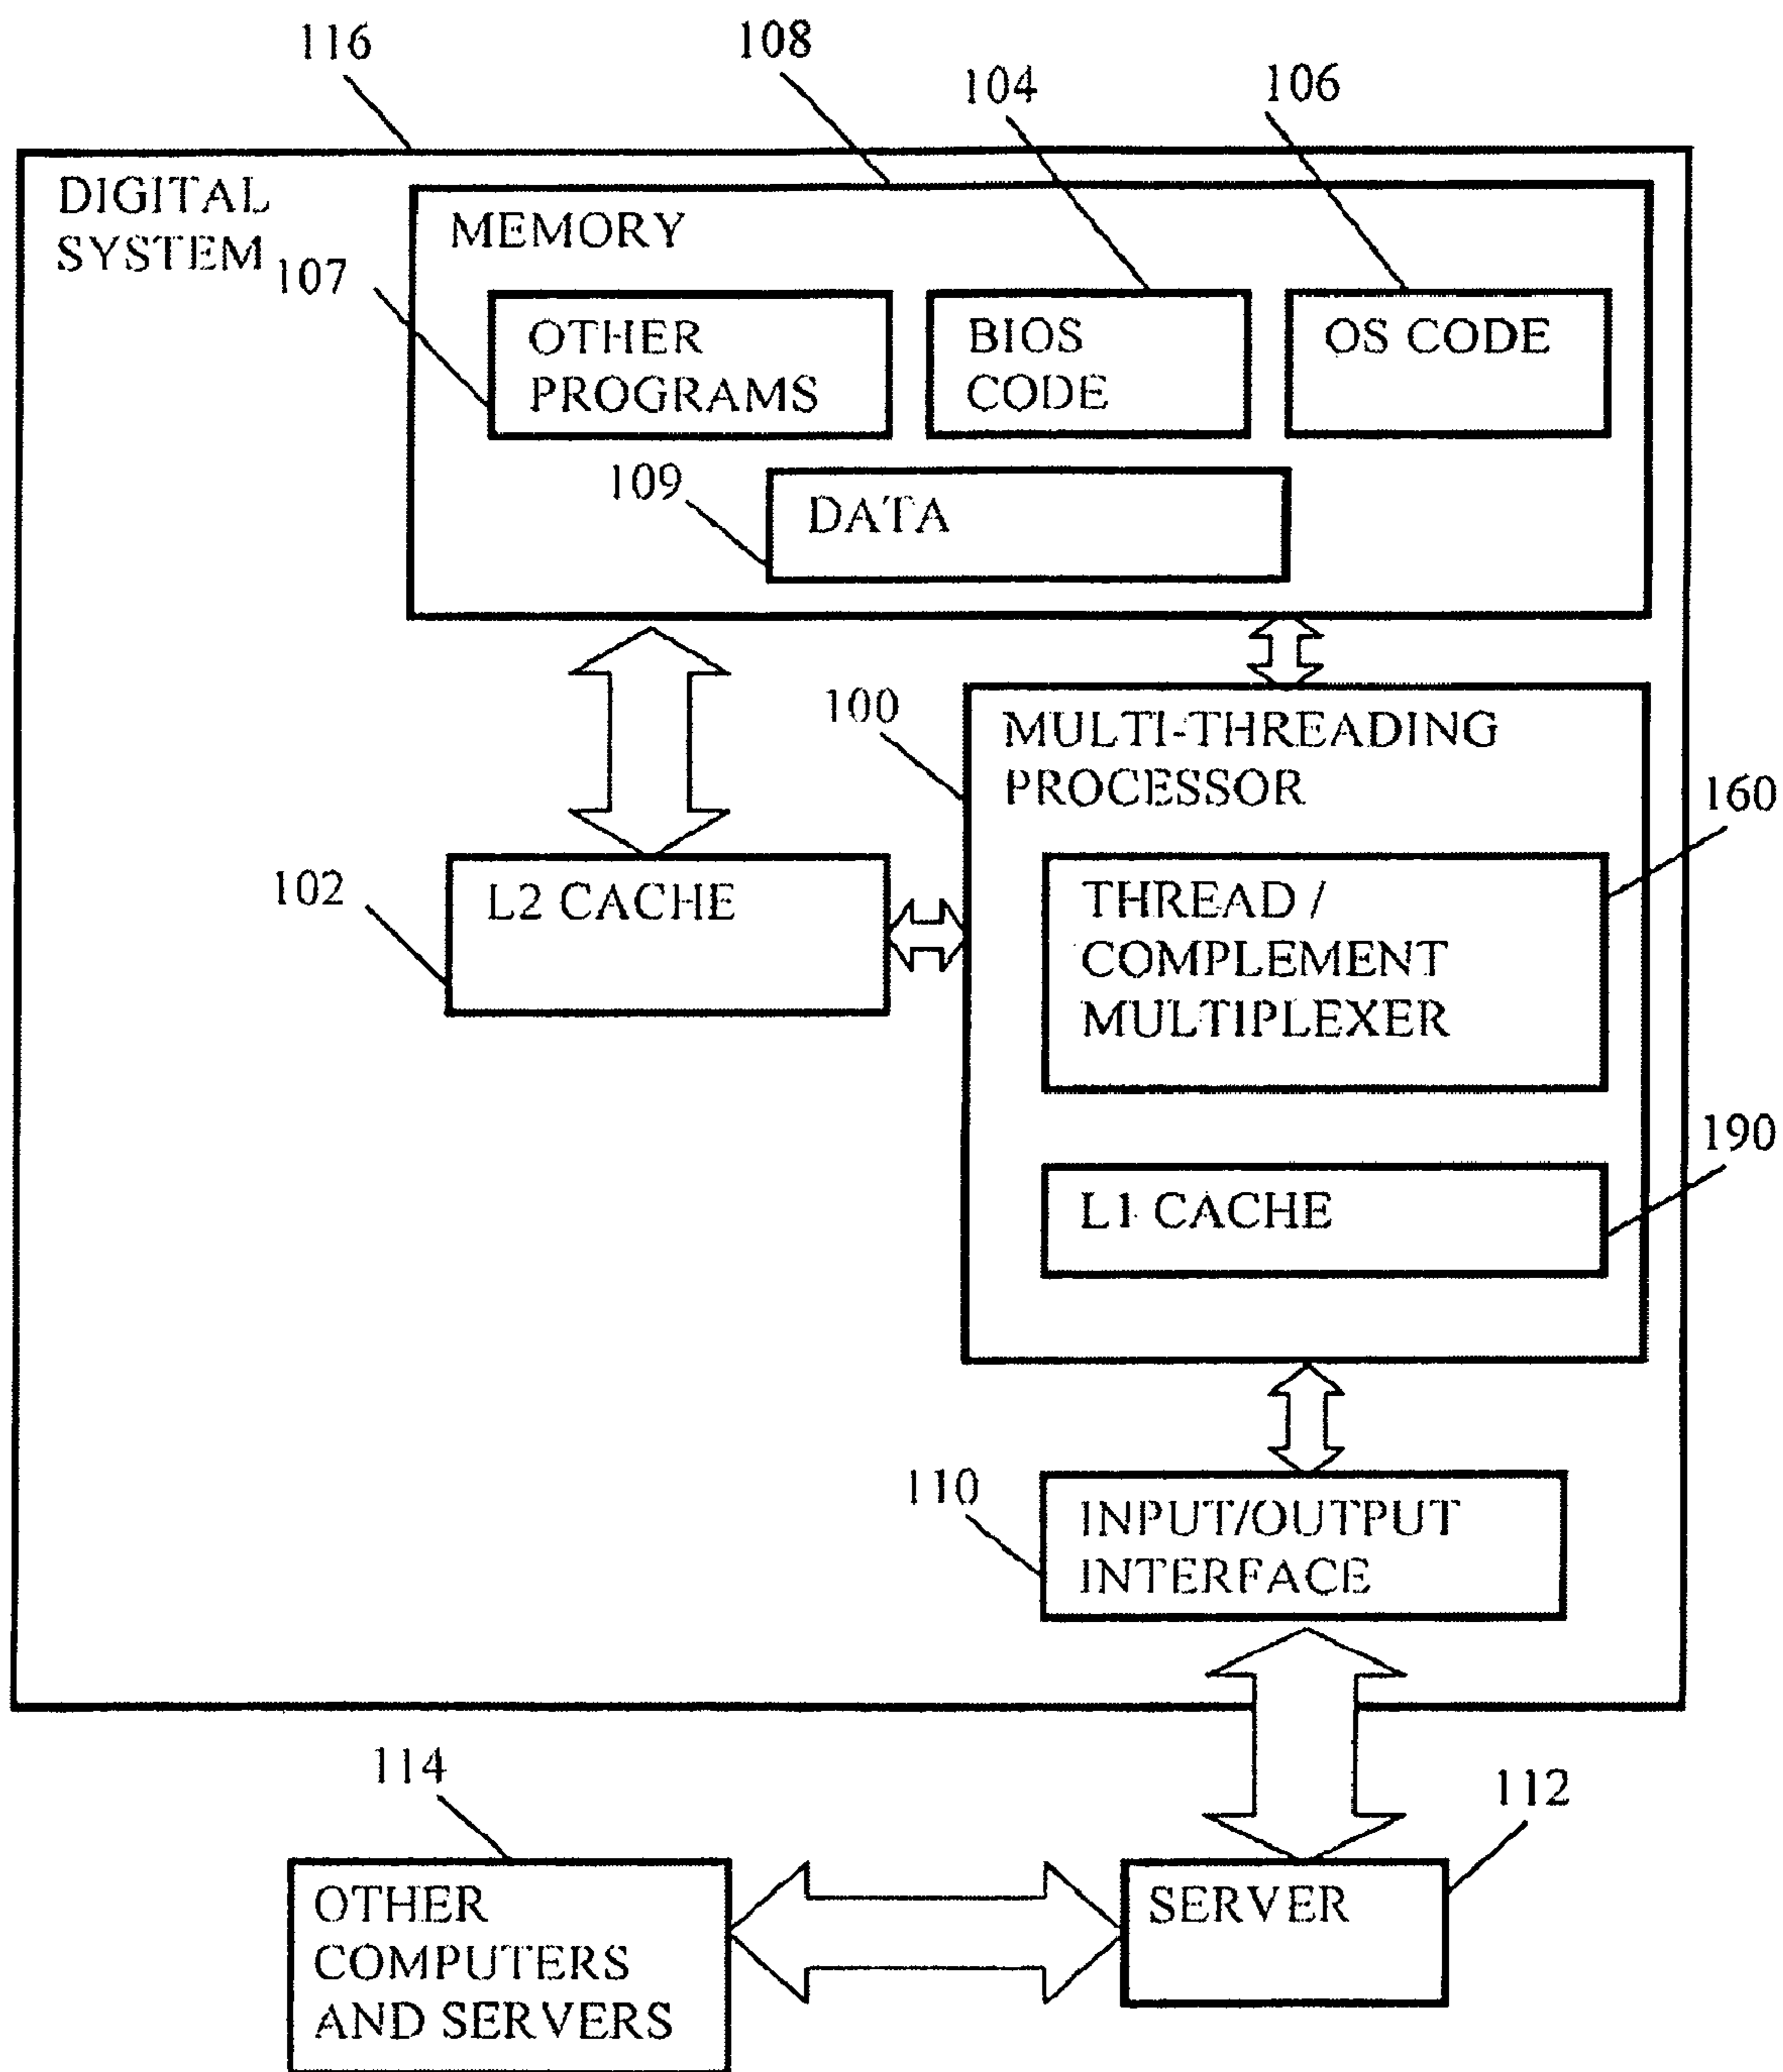 116
108
104
106
DIGITAL
SYSTEM
MEMORY
107
OTHER
PROGRAMS
BIOS
CODE
OS CODE
109
DATA
100
MULTI-THREADING
PROCESSOR
160
102
L2 CACHE
THREAD /
COMPLEMENT
MULTIPLEXER
190
L1 CACHE
110
INPUT/OUTPUT
INTERFACE
114
112
OTHER
COMPUTERS
AND SERVERS
SERVER